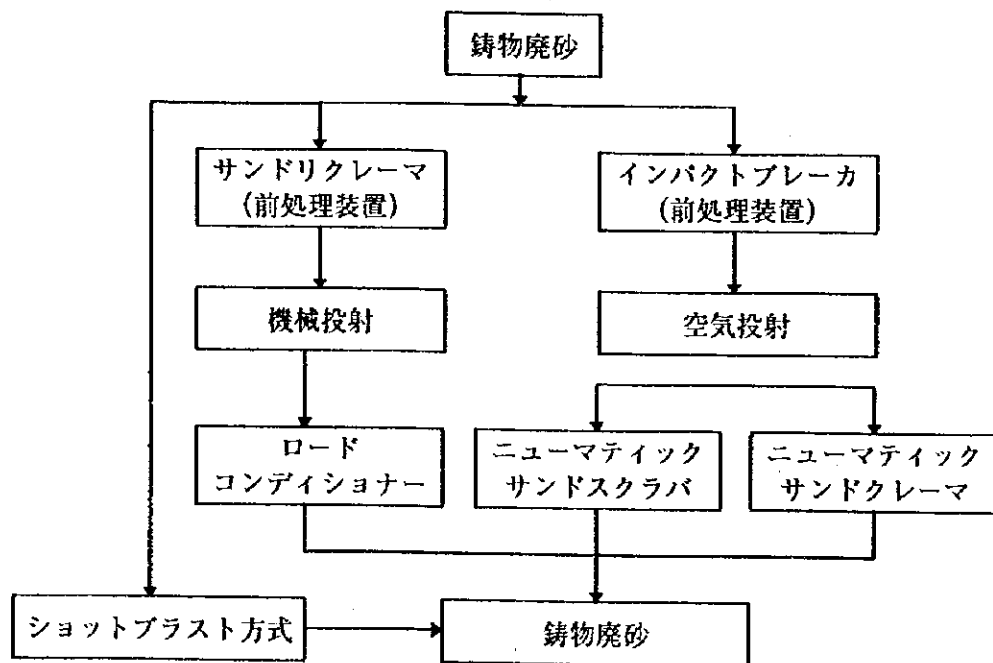 鋳物廃砂
サンドリクレーマ
(前処理装置)
インパクトブレーカ
(前処理装置)
機械投射
空気投射
ロード
コンディショナー
ニューマティック
サンドスクラバ
ニューマティック
サンドクレーマ
ショットブラスト方式
鋳物廃砂